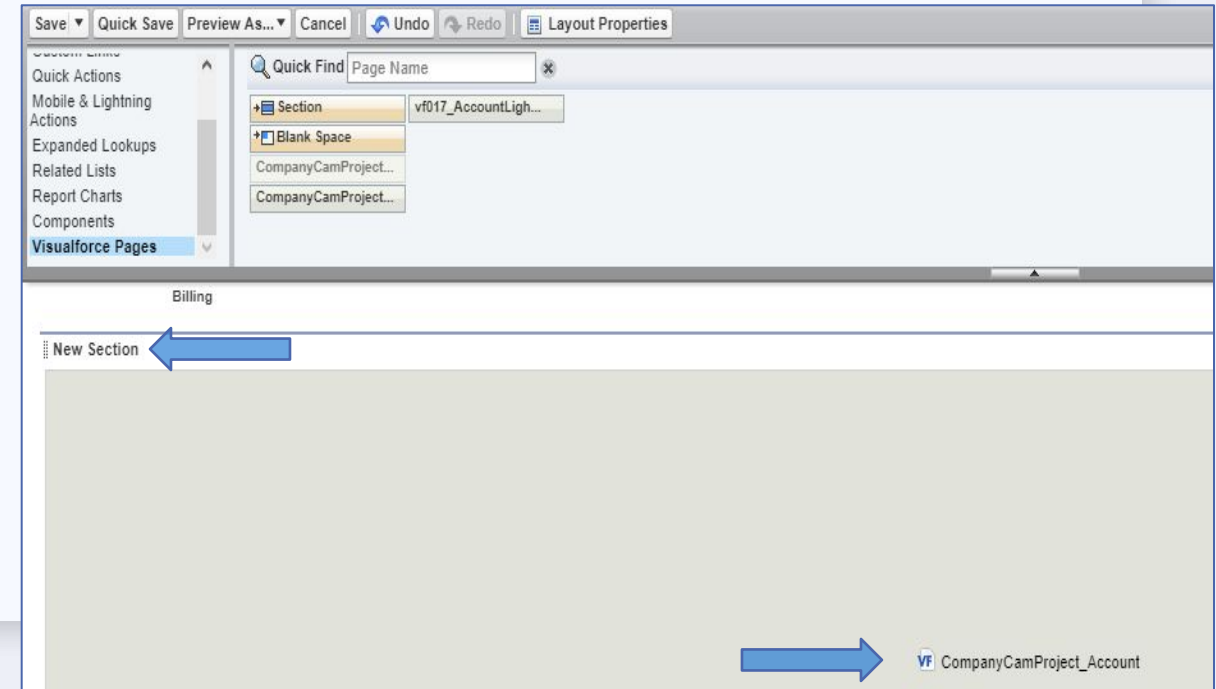 Save Quick Save Preview As... Cancel Undo Redo Layout Properties
Custom Links
Quick Actions
Mobile & Lightning
Actions
Expanded Lookups
Related Lists
Report Charts
Components
Visualforce Pages
Quick Find Page Name
Section vf017_AccountLigh...
Blank Space
CompanyCamProject...
CompanyCamProject...
Billing
New Section
VF CompanyCamProject_Account